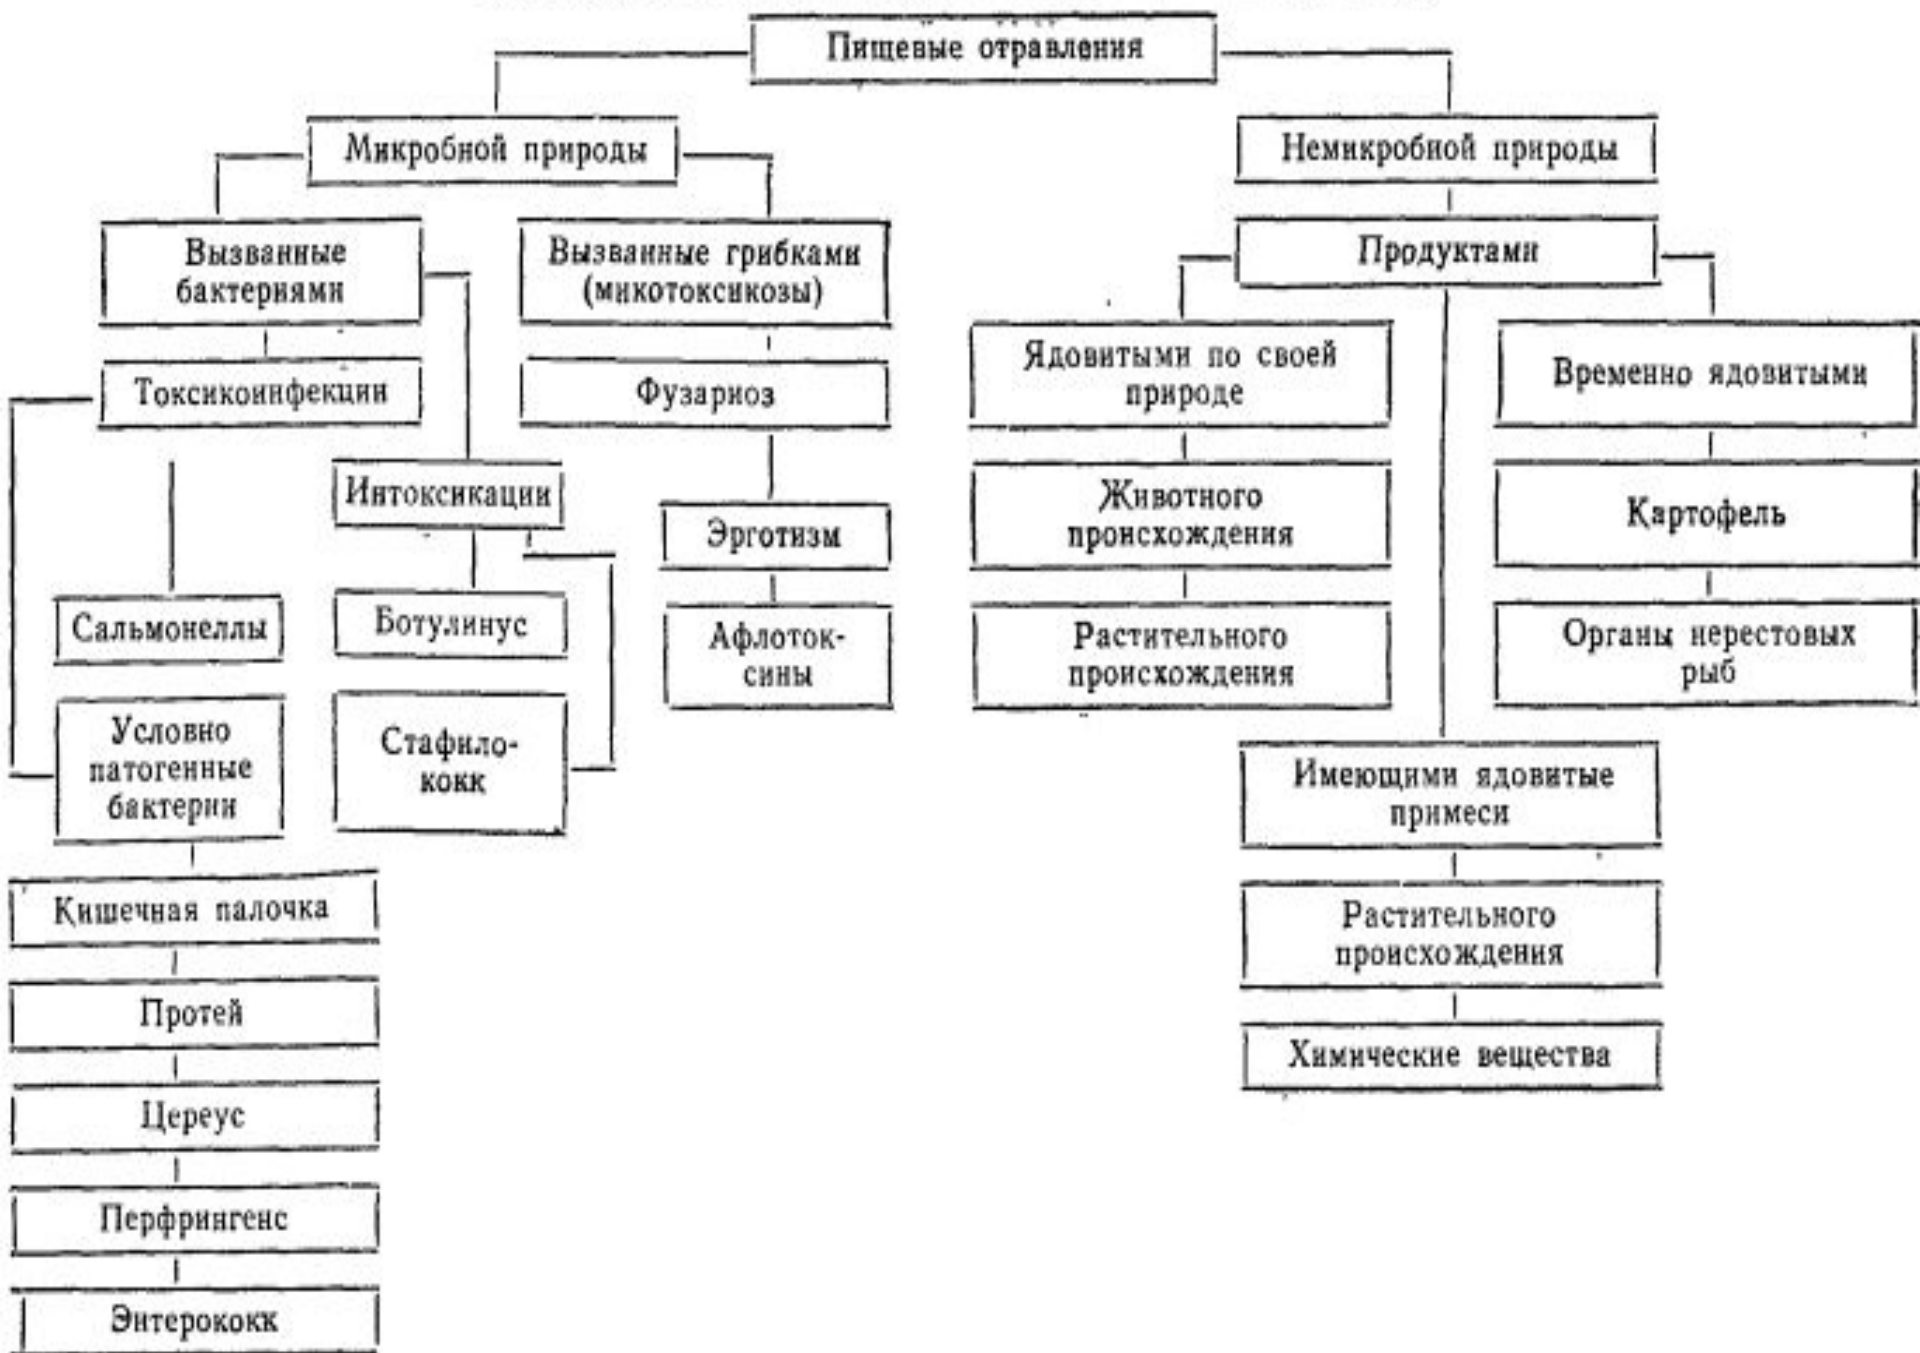 Пищевые отравления
Микробной природы
Немикробной природы
Вызванные
бактериями
Вызванные грибками
(микотоксикозы)
Продуктами
Токсикоинфекции
Фузариоз
Ядовитыми по своей
природе
Временно ядовитыми
Интоксикации
Эрготизм
Животного
происхождения
Картофель
Сальмонеллы
Ботулинус
Афлоток-
сины
Растительного
происхождения
Органы нерестовых
рыб
Условно
патогенные
бактерии
Стафило-
кокк
Имеющими ядовитые
примеси
Кишечная палочка
Растительного
происхождения
Протей
Химические вещества
Цереус
Перфрингенс
Энтерококк